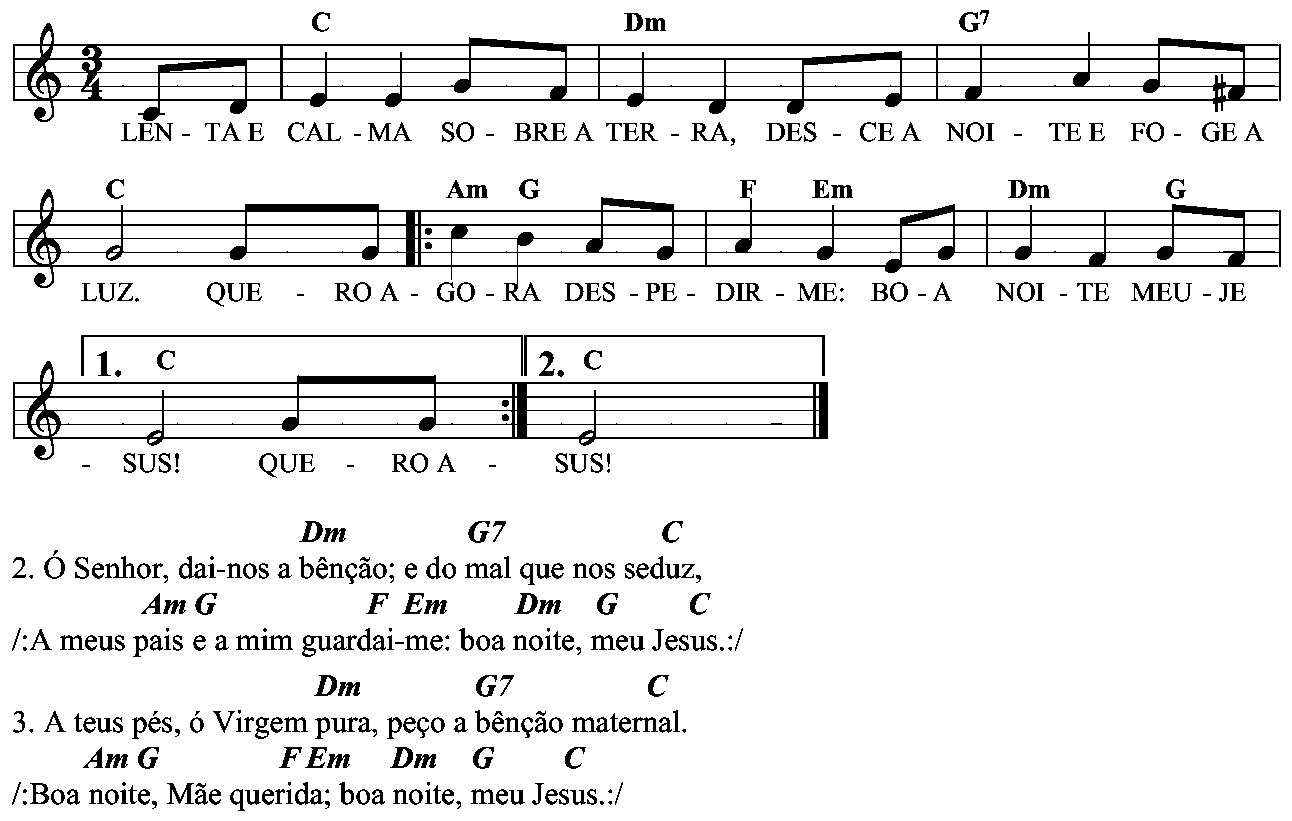 C Dm G7
3 4
LEN - TA E CAL - MA SO - BRE A TER - RA, DES - CE A NOI - TE E FO - GE A
C Am G F Em Dm G
LUZ. QUE - RO A - GO - RA DES - PE - DIR - ME: BO - A NOI - TE MEU - JE
1. C 2. C
- SUS! QUE - RO A - SUS!
Dm G7 C
2. Ó Senhor, dai-nos a bênção; e do mal que nos seduz,
Am G F Em Dm G C
/:A meus pais e a mim guardai-me: boa noite, meu Jesus.:/
Dm G7 C
3. A teus pés, ó Virgem pura, peço a bênção maternal.
Am G F Em Dm G C
/:Boa noite, Mãe querida; boa noite, meu Jesus.:/